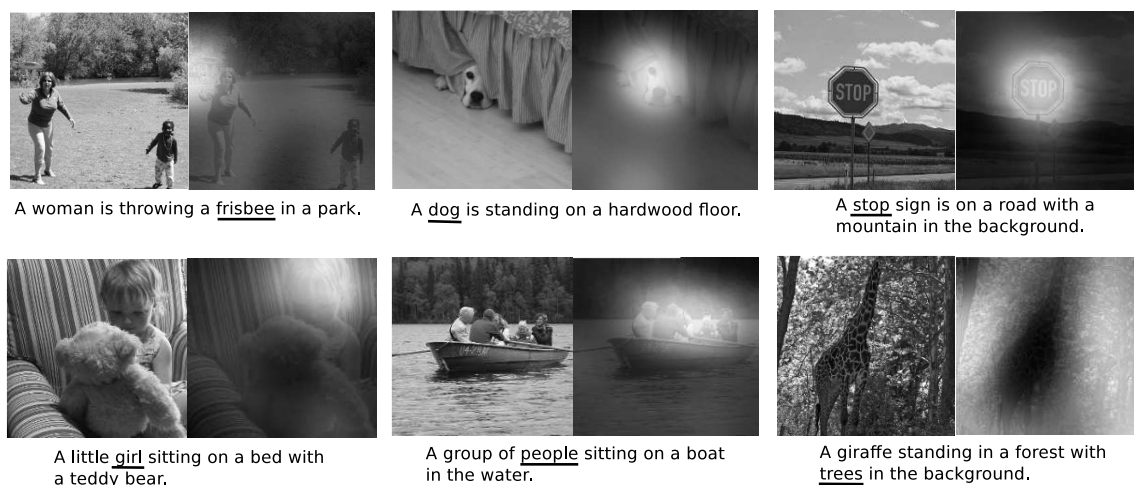 STOP
STOP
A woman is throwing a frisbee in a park.
A dog is standing on a hardwood floor.
A stop sign is on a road with a
mountain in the background.
A little girl sitting on a bed with
a teddy bear.
A group of people sitting on a boat
in the water.
A giraffe standing in a forest with
trees in the background.